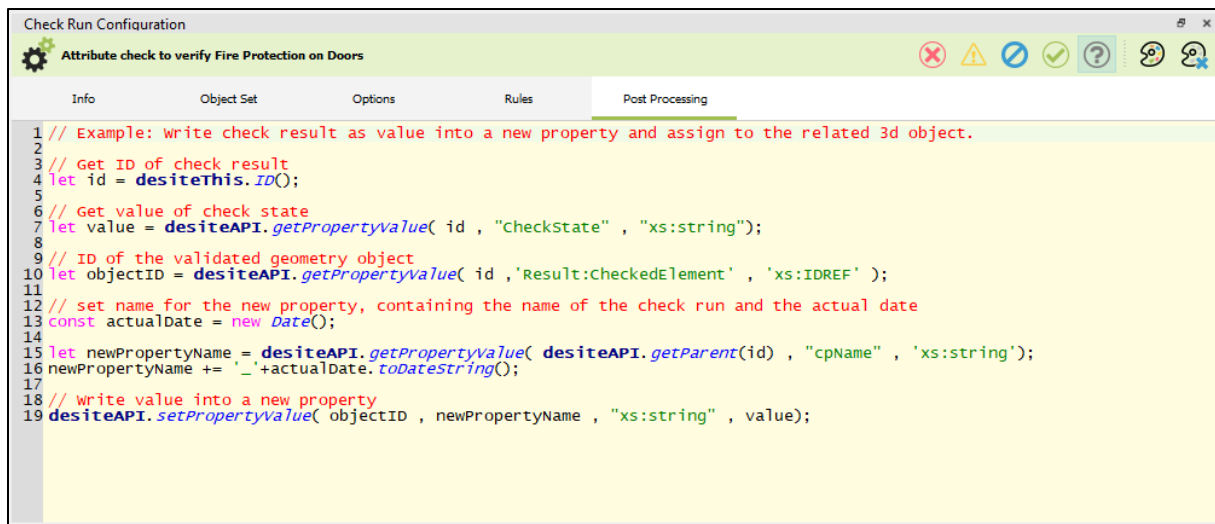 Check Run Configuration
Attribute check to verify Fire Protection on Doors
Info Object Set Options Rules Post Processing
1 // Example: Write check result as value into a new property and assign to the related 3d object.
2
3 // Get ID of check result
4 let id = desiteThis.ID();
5
6 // Get value of check state
7 let value = desiteAPI.getPropertyValue( id , "CheckState" , "xs:string");
8
9 // ID of the validated geometry object
10 let objectID = desiteAPI.getPropertyValue( id ,'Result:CheckedElement' , 'xs:IDREF' );
11
12 // set name for the new property, containing the name of the check run and the actual date
13 const actualDate = new Date();
14
15 let newPropertyName = desiteAPI.getPropertyValue( desiteAPI.getParent(id) , "cpName" , 'xs:string');
16 newPropertyName += '_'+actualDate.toDateString();
17
18 // Write value into a new property
19 desiteAPI.setPropertyValue( objectID , newPropertyName , "xs:string" , value);